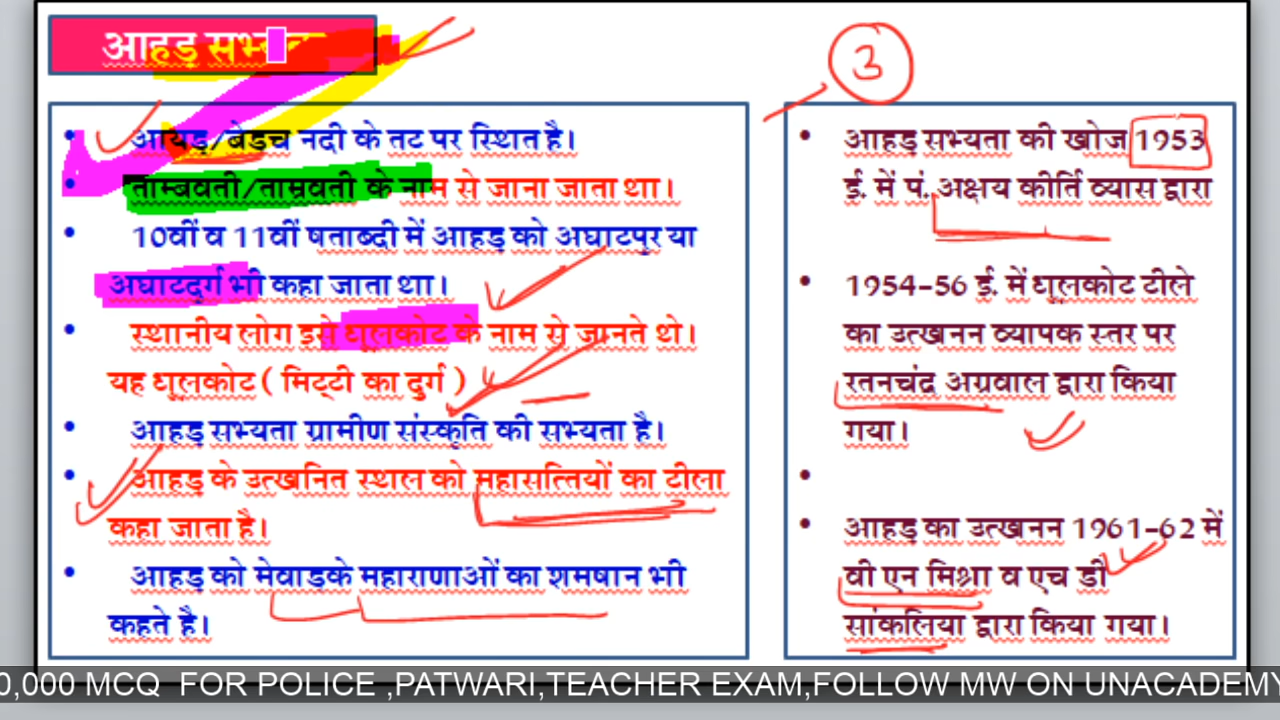 आहड़ सभ्यता
आयड़/बेडच नदी के तट पर स्थित है।
ताम्बवती/ताम्रवती के नाम से जाना जाता था।
10वीं व 11वीं षताब्दी में आहड़ को अघाटपुर या
अघाटदुर्ग भी कहा जाता था।
स्थानीय लोग इसे धूलकोट के नाम से जानते थे।
यह धूलकोट ( मिट्टी का दुर्ग )
आहड़ सभ्यता ग्रामीण संस्कृति की सभ्यता है।
आहड़ के उत्खनित स्थाल को महासत्तियों का टीला
कहा जाता है।
आहड़ को मेवाड़के महाराणाओं का शमषान भी
कहते है।
3
आहड़ सभ्यता की खोज 1953
ई. में पं. अक्षय कीर्ति व्यास द्वारा
1954-56 ई. में धूलकोट टीले
का उत्खनन व्यापक स्तर पर
रतनचंद्र अग्रवाल द्वारा किया
गया।
आहड़ का उत्खनन 1961-62 में
वी एन मिश्रा व एच डी
सांकलिया द्वारा किया गया।
0,000 MCQ FOR POLICE ,PATWARI,TEACHER EXAM,FOLLOW MW ON UNACADEMY